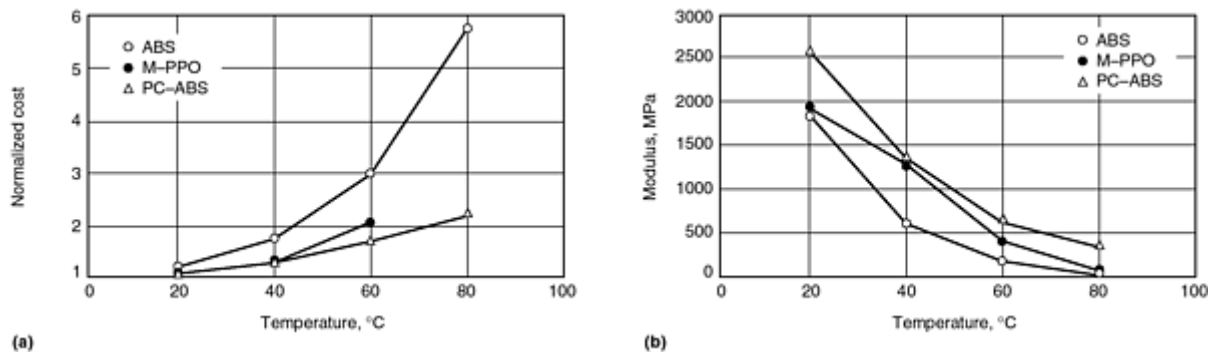 6
5
4
3
2
1
0
20
40
60
80
100
Normalized cost
Temperature, °C
ABS
M–PPO
PC–ABS
(a)
3000
2500
2000
1500
1000
500
0
0
20
40
60
80
100
Modulus, MPa
Temperature, °C
ABS
M–PPO
PC–ABS
(b)